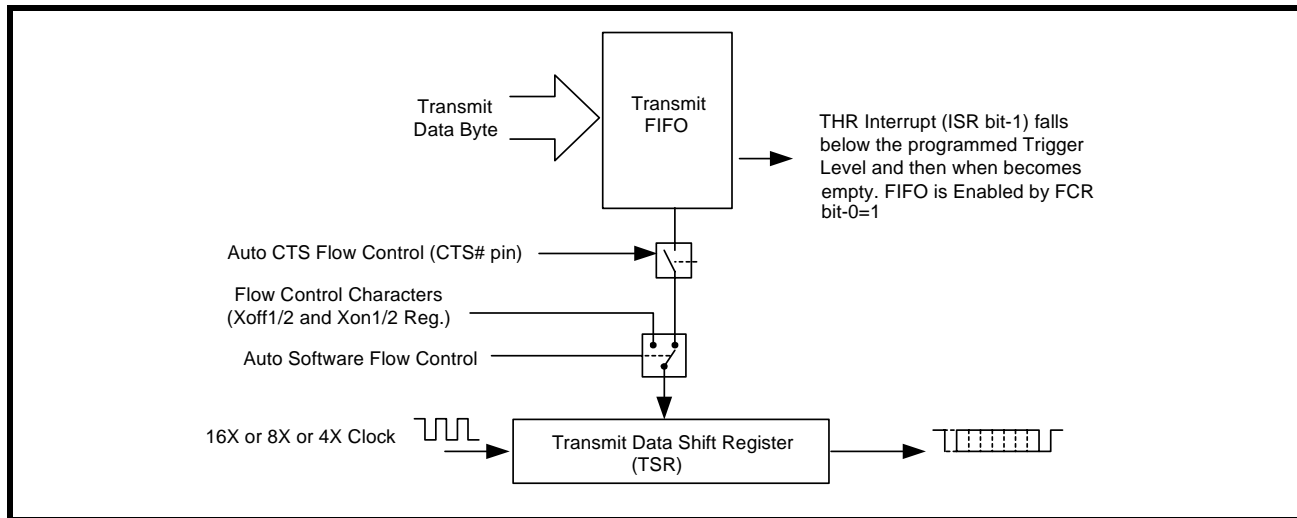 Transmit
Data Byte
Transmit
FIFO
THR Interrupt (ISR bit-1) falls
below the programmed Trigger
Level and then when becomes
empty. FIFO is Enabled by FCR
bit-0=1
Auto CTS Flow Control (CTS# pin)
Flow Control Characters
(Xoff1/2 and Xon1/2 Reg.)
Auto Software Flow Control
16X or 8X or 4X Clock
Transmit Data Shift Register
(TSR)